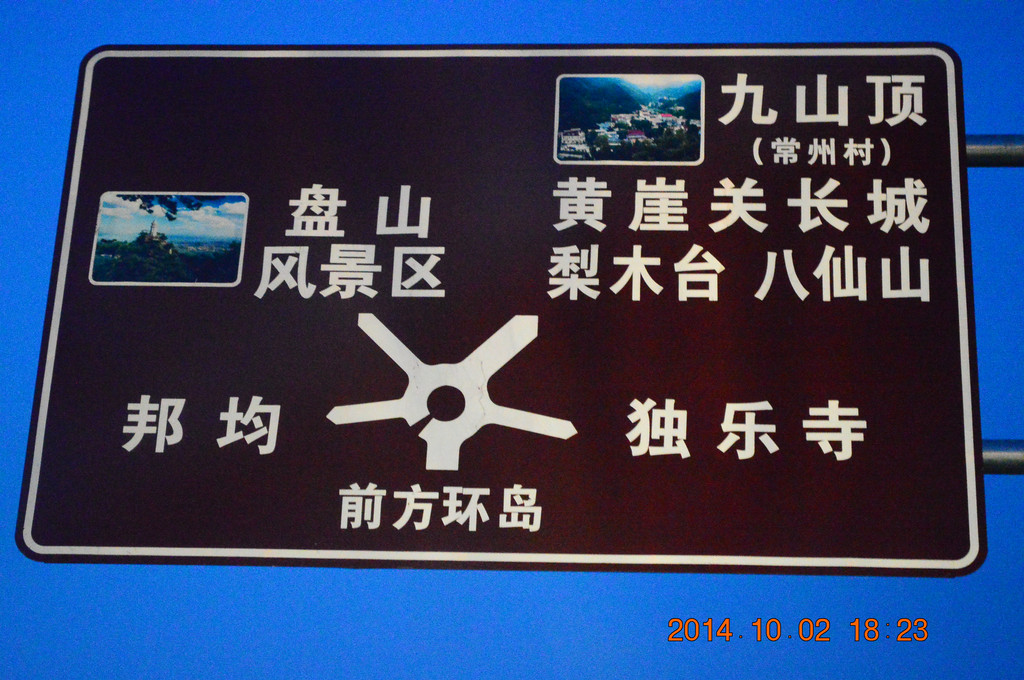 九山顶
（常州村）
盘山
风景区
黄崖关长城
梨木台 八仙山
邦均
独乐寺
前方环岛
2014.10.02 18:23